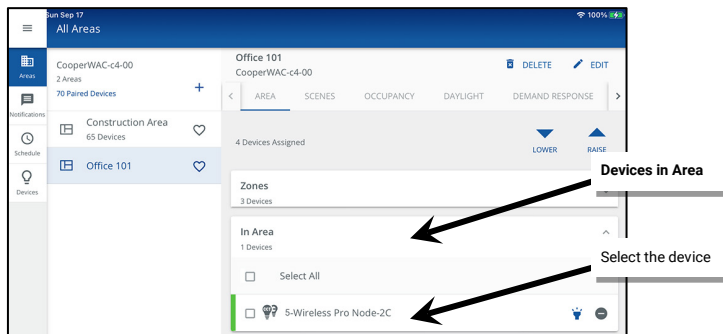 Sun Sep 17
100%
All Areas
Areas
Notifications
Schedule
Devices
CooperWAC-c4-00
2 Areas
70 Paired Devices
+
Construction Area
65 Devices
Office 101
Office 101
CooperWAC-c4-00
DELETE
EDIT
< AREA SCENES OCCUPANCY DAYLIGHT DEMAND RESPONSE >
4 Devices Assigned
LOWER
RAISE
Devices in Area
Zones
3 Devices
In Area
1 Devices
Select the device
Select All
5-Wireless Pro Node-2C